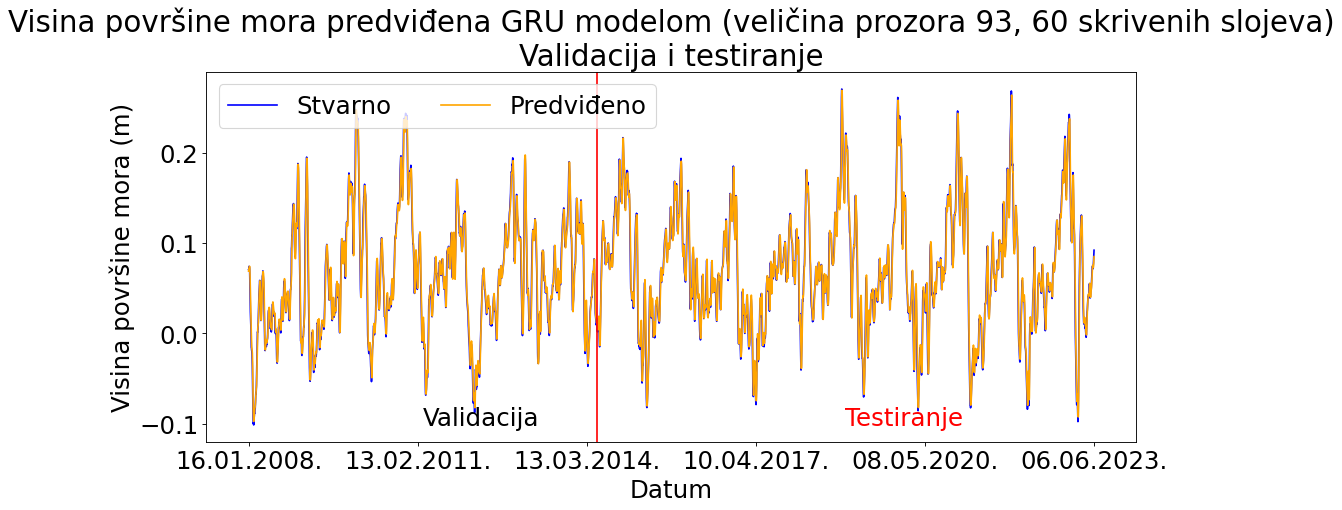 Visina površine mora predviđena GRU modelom (veličina prozora 93, 60 skrivenih slojeva)
Validacija i testiranje
Stvarno
Predviđeno
Visina površine mora (m)
0.2
0.1
0.0
−0.1
Validacija
Testiranje
16.01.2008.
13.02.2011.
13.03.2014.
10.04.2017.
08.05.2020.
06.06.2023.
Datum